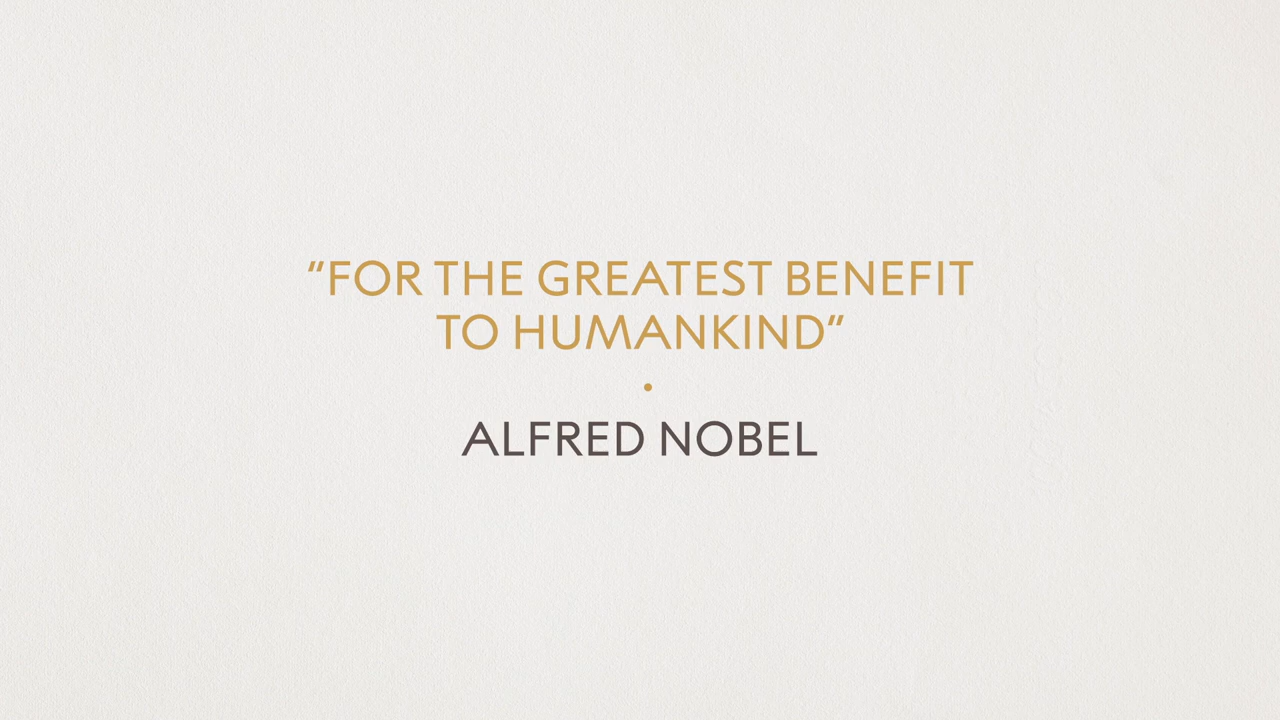 “FOR THE GREATEST BENEFIT
TO HUMANKIND”
•
ALFRED NOBEL